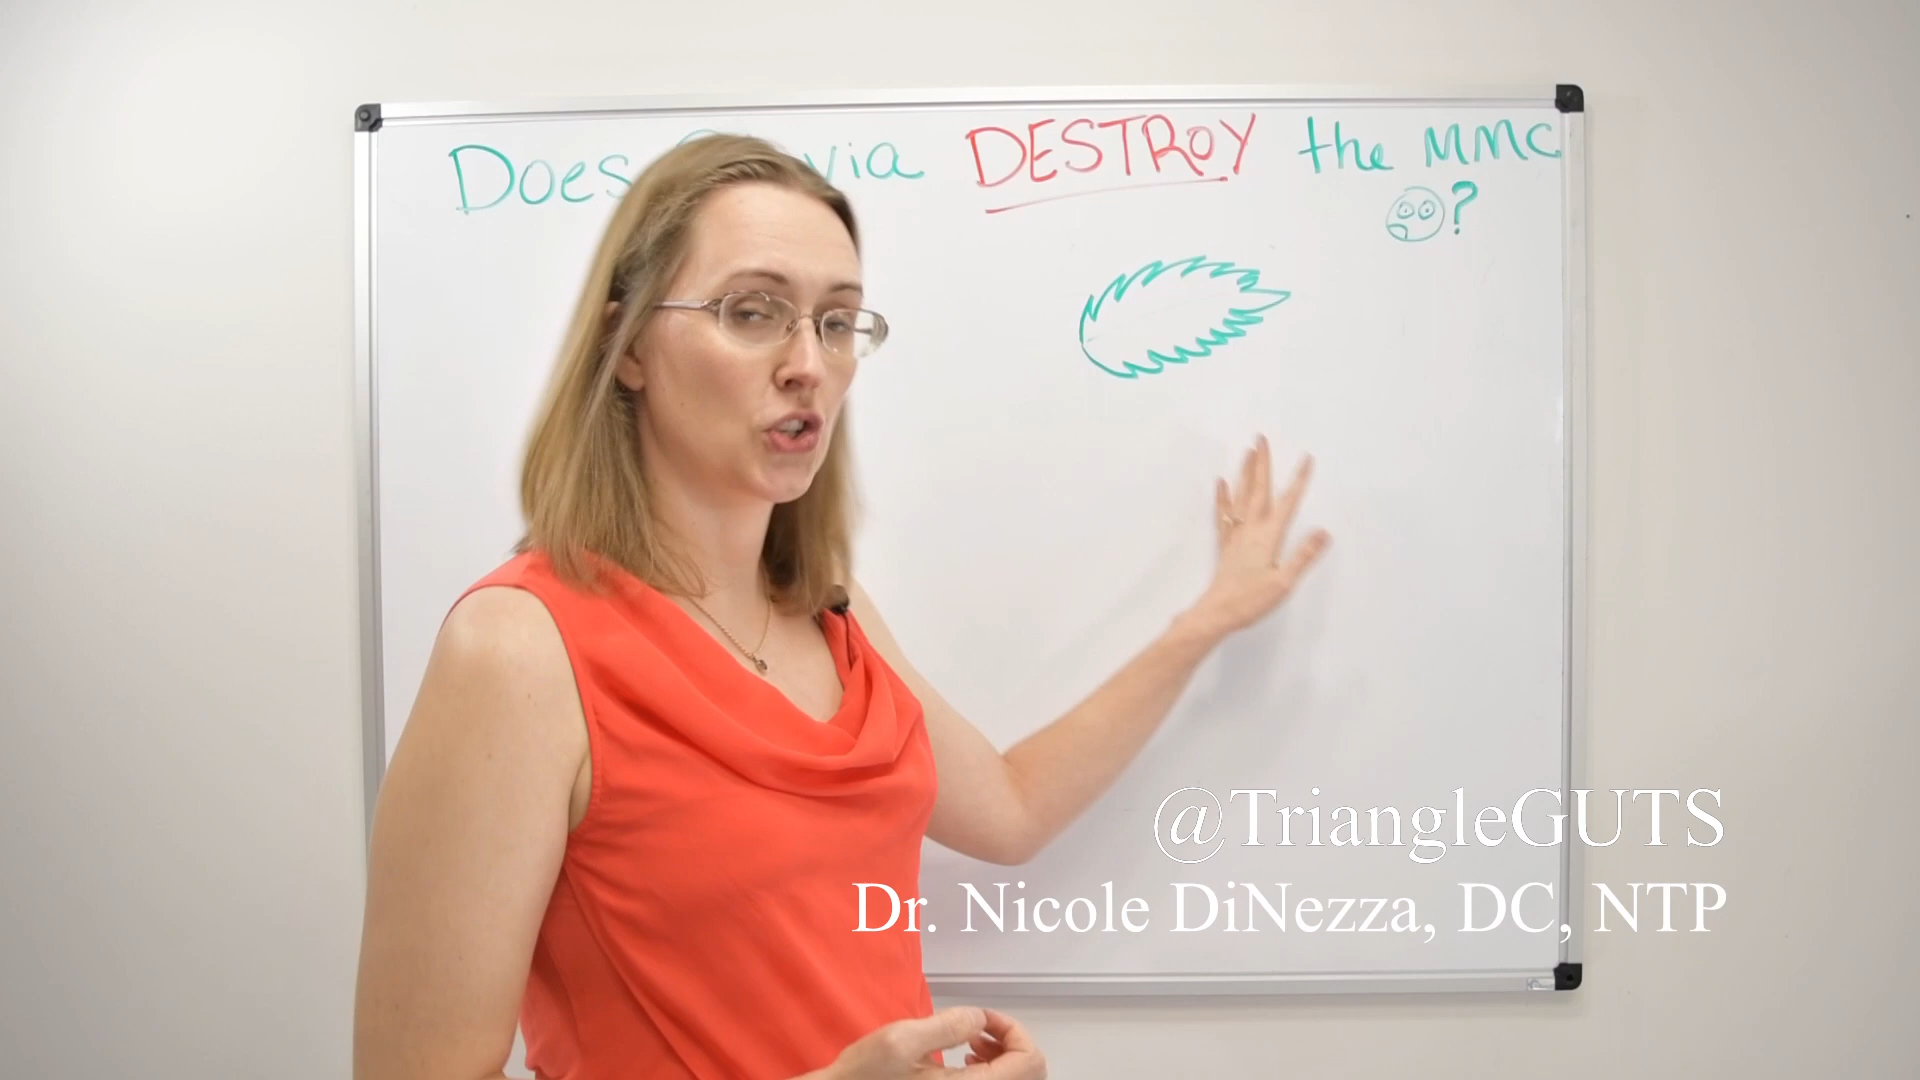 Does via DESTROY the MMC
?
@TriangleGUTS
Dr. Nicole DiNezza, DC, NTP